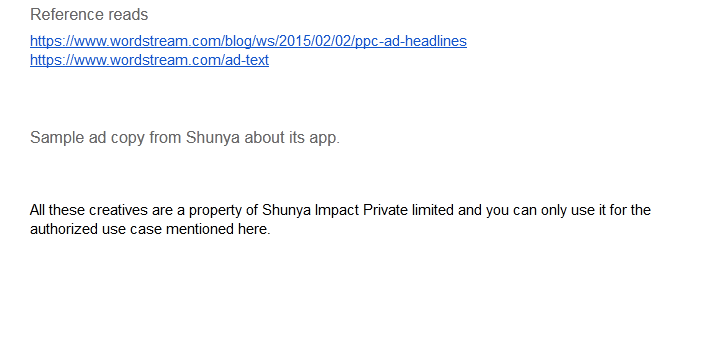 Reference reads
https://www.wordstream.com/blog/ws/2015/02/02/ppc-ad-headlines
https://www.wordstream.com/ad-text
Sample ad copy from Shunya about its app.
All these creatives are a property of Shunya Impact Private limited and you can only use it for the
authorized use case mentioned here.